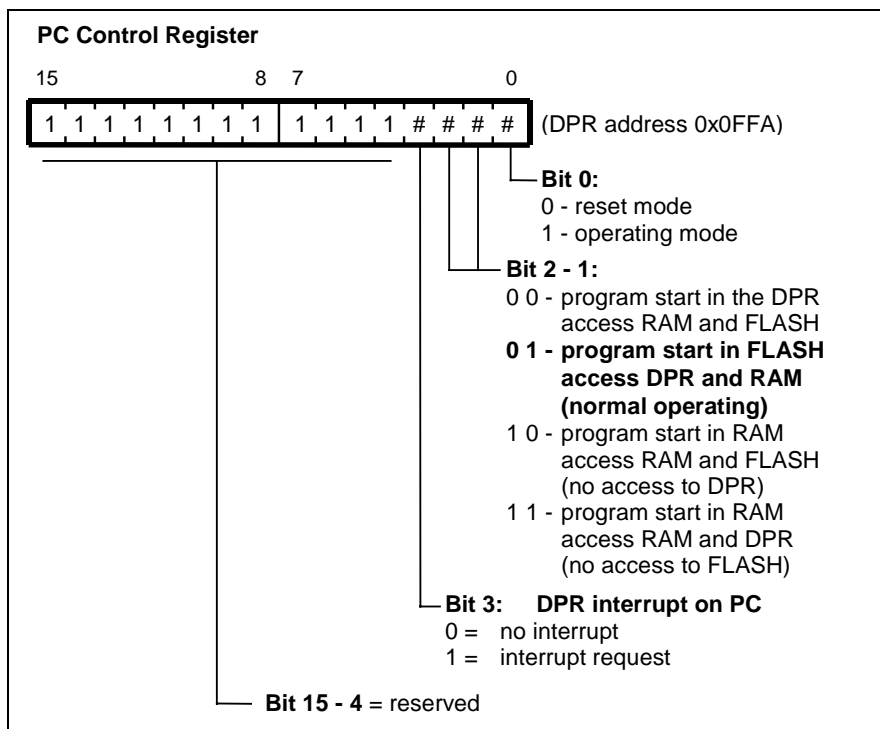 PC Control Register
15 8 7 0
1 1 1 1 1 1 1 1 1 1 1 1 # # # # (DPR address 0x0FFA)
Bit 0:
0 - reset mode
1 - operating mode
Bit 2 - 1:
0 0 - program start in the DPR
access RAM and FLASH
0 1 - program start in FLASH
access DPR and RAM
(normal operating)
1 0 - program start in RAM
access RAM and FLASH
(no access to DPR)
1 1 - program start in RAM
access RAM and DPR
(no access to FLASH)
Bit 3: DPR interrupt on PC
0 = no interrupt
1 = interrupt request
Bit 15 - 4 = reserved